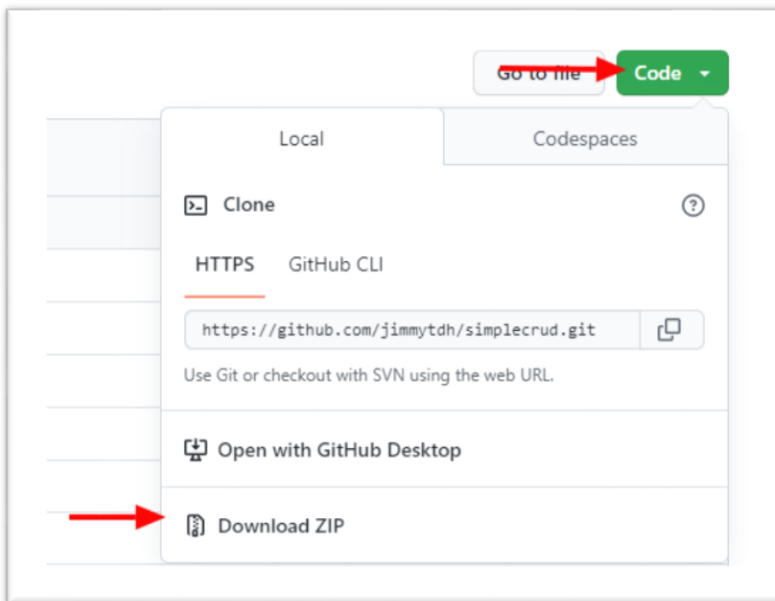 Go to file
Code
Local
Codespaces
Clone
HTTPS
GitHub CLI
https://github.com/jimmytdh/simplecrud.git
Use Git or checkout with SVN using the web URL.
Open with GitHub Desktop
Download ZIP